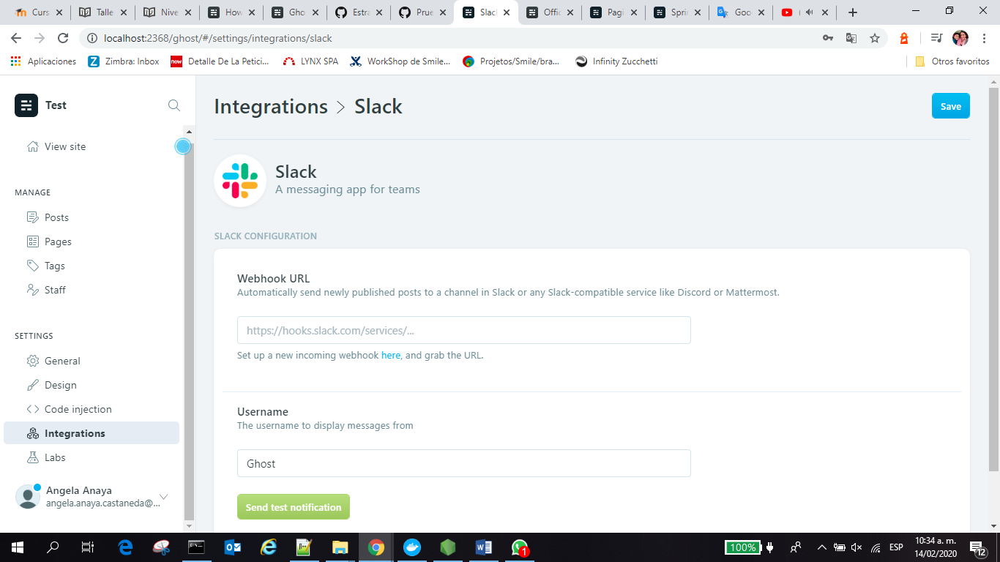 Curs
Talle
Nive
How
Gho
Estra
Prue
Slacl
Offic
Pagi
Sprin
Goo
localhost:2368/ghost/#/settings/integrations/slack
Aplicaciones
Zimbra: Inbox
now
Detalle De La Petici...
LYNX SPA
WorkShop de Smile...
Projetos/Smile/bra...
Infinity Zucchetti
Otros favoritos
Test
View site
MANAGE
Posts
Pages
Tags
Staff
SETTINGS
General
Design
Code injection
Integrations
Labs
Angela Anaya
angela.anaya.castaneda@...
Integrations > Slack
Save
Slack
A messaging app for teams
SLACK CONFIGURATION
Webhook URL
Automatically send newly published posts to a channel in Slack or any Slack-compatible service like Discord or Mattermost.
https://hooks.slack.com/services/...
Set up a new incoming webhook here, and grab the URL.
Username
The username to display messages from
Ghost
Send test notification
1
100%
ESP
10:34 a. m.
14/02/2020
12